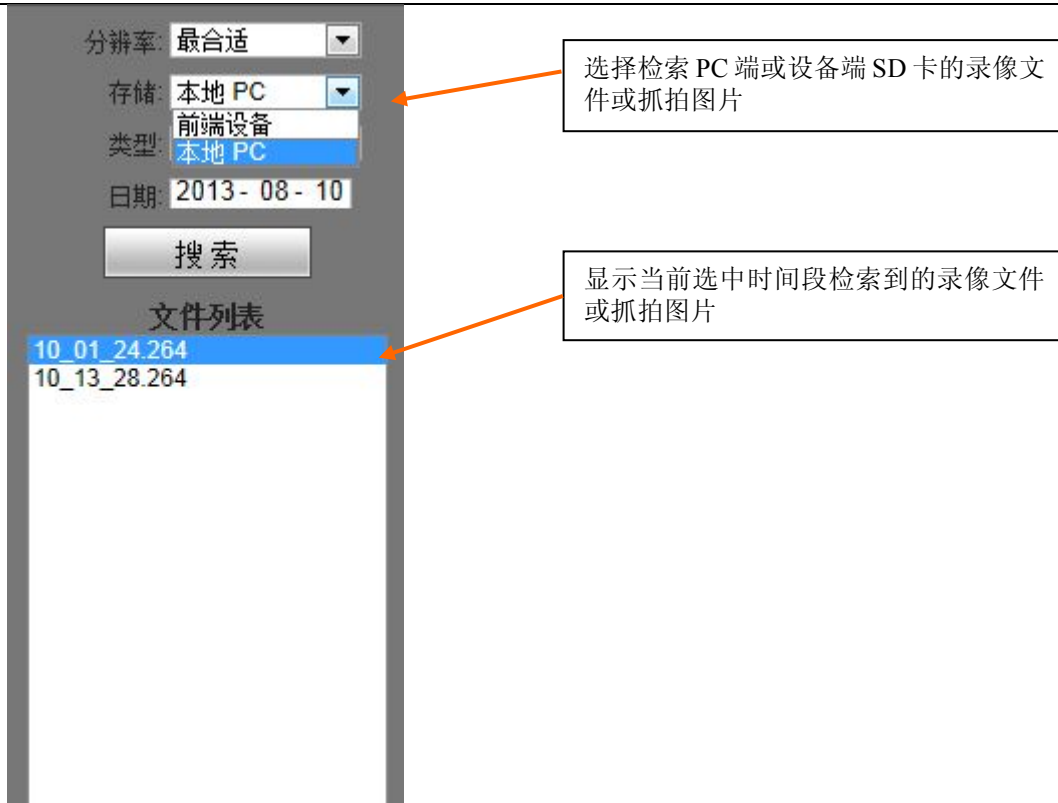 分辨率: 最合适
存储: 本地 PC
前端设备
类型: 本地 PC
日期: 2013- 08- 10
搜 索
文件列表
10_01_24.264
10_13_28.264
选择检索 PC 端或设备端 SD 卡的录像文
件或抓拍图片
显示当前选中时间段检索到的录像文件
或抓拍图片